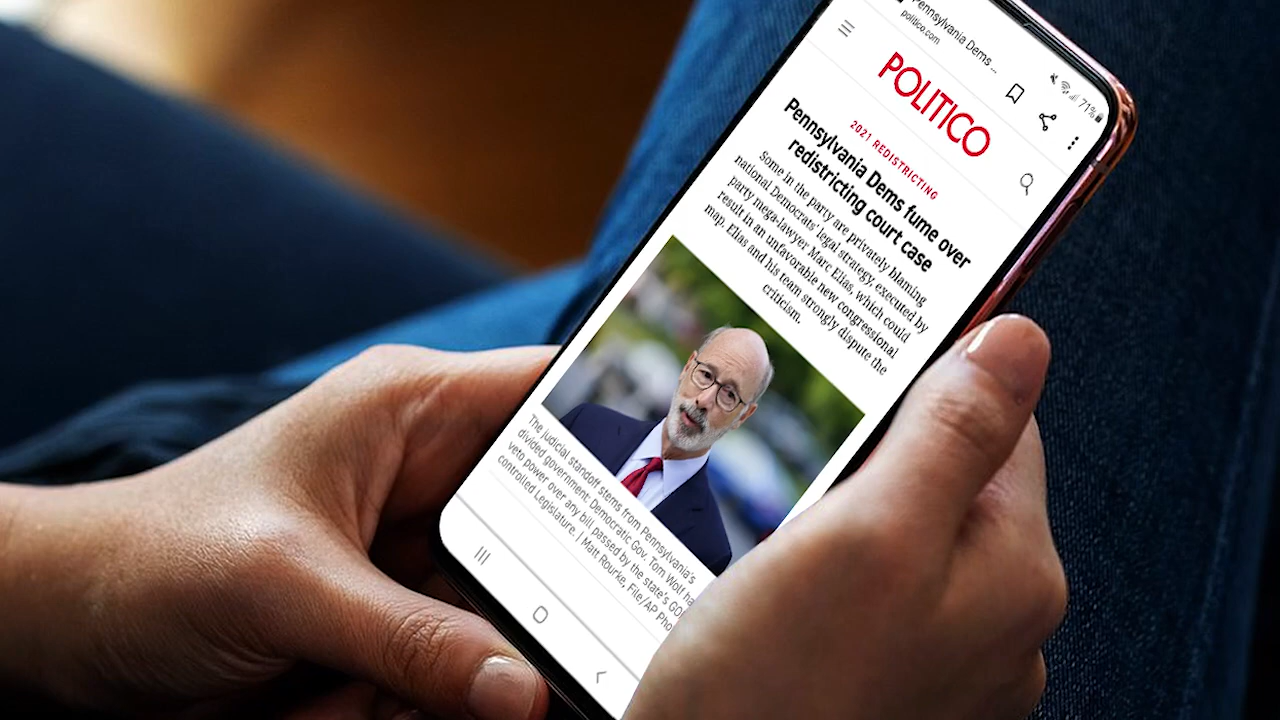 Pennsylvania Dems ...
politico.com
71%
POLITICO
2021 REDISTRICTING
Pennsylvania Dems fume over
redistricting court case
Some in the party are privately blaming
national Democrats' legal strategy, executed by
party mega-lawyer Marc Elias, which could
result in an unfavorable new congressional
map. Elias and his team strongly dispute the
criticism.
The judicial standoff stems from Pennsylvania's
divided government: Democratic Gov. Tom Wolf ha
veto power over any bill passed by the state's GO
controlled Legislature. | Matt Rourke, File/AP Pho